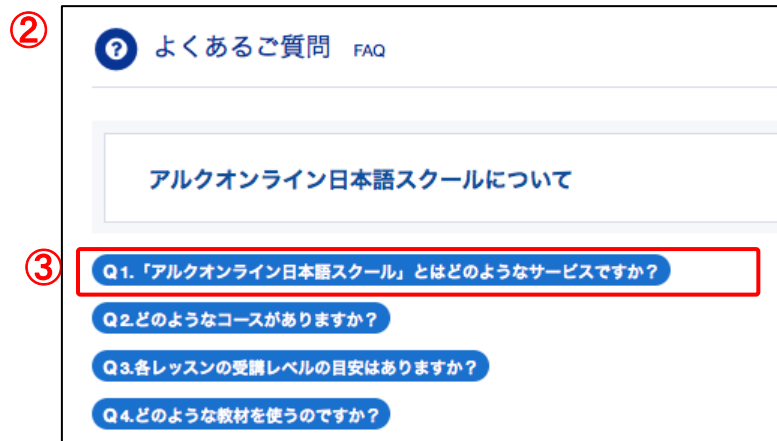 ②
よくあるご質問 FAQ
アルクオンライン日本語スクールについて
③
Q1.「アルクオンライン日本語スクール」とはどのようなサービスですか？
Q2.どのようなコースがありますか？
Q3.各レッスンの受講レベルの目安はありますか？
Q4.どのような教材を使うのですか？